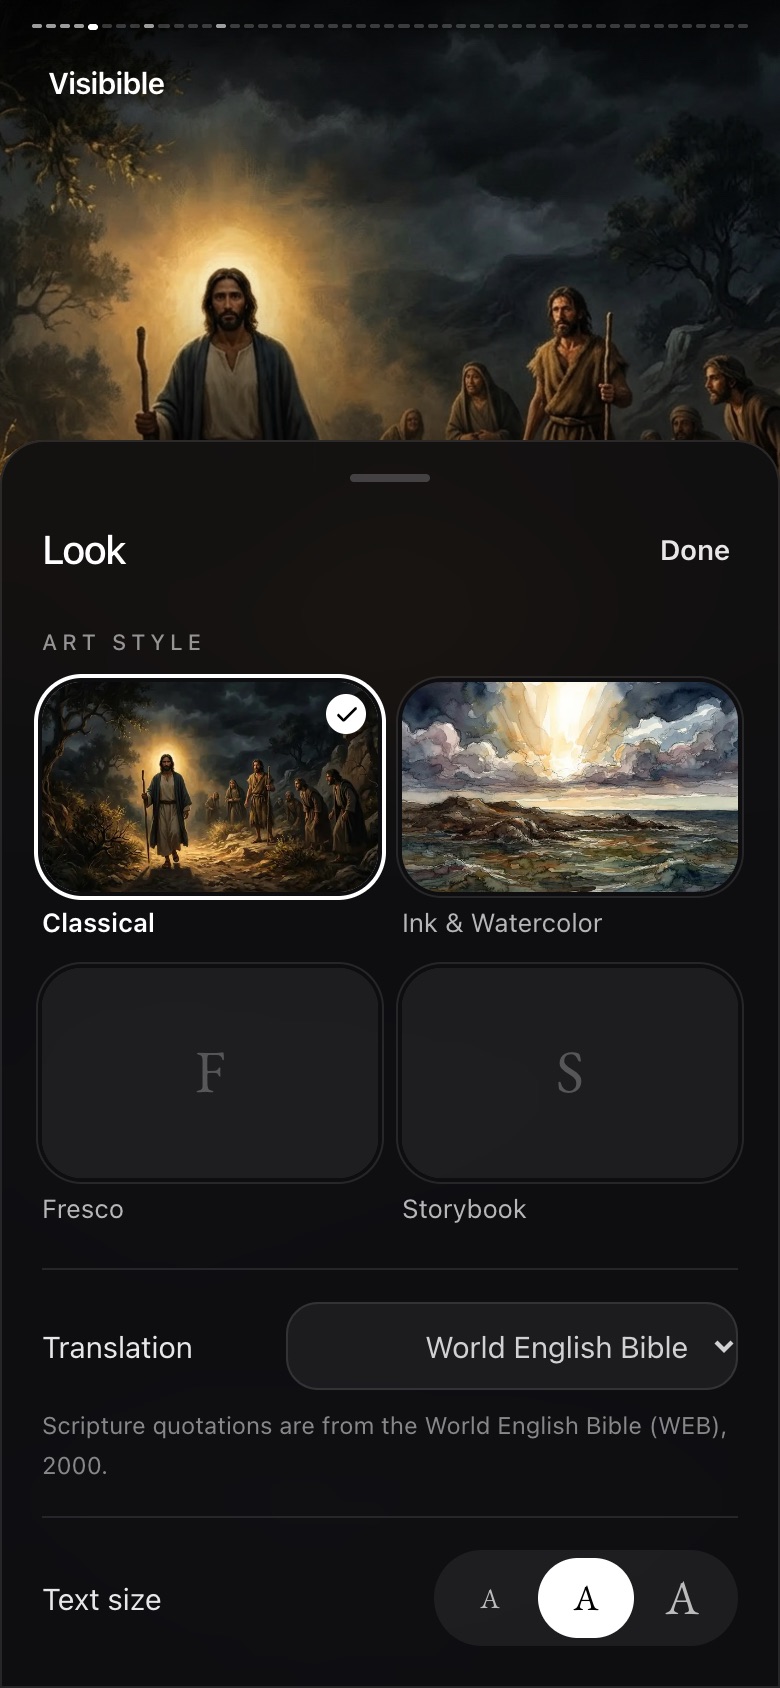 Visibible
Look
Done
ART STYLE
Classical
Ink & Watercolor
F
S
Fresco
Storybook
Translation
World English Bible
Scripture quotations are from the World English Bible (WEB),
2000.
Text size
A
A
A